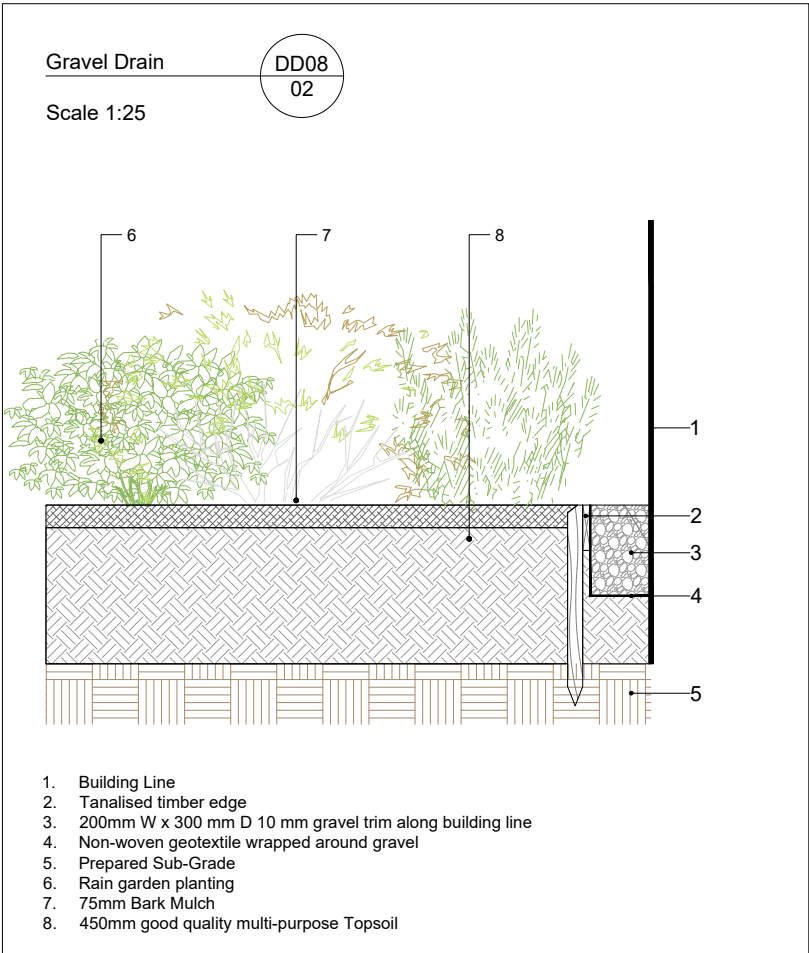 Gravel Drain
DD08
02
Scale 1:25
6
7
8
1
2
3
4
5
1. Building Line
2. Tanalised timber edge
3. 200mm W x 300 mm D 10 mm gravel trim along building line
4. Non-woven geotextile wrapped around gravel
5. Prepared Sub-Grade
6. Rain garden planting
7. 75mm Bark Mulch
8. 450mm good quality multi-purpose Topsoil